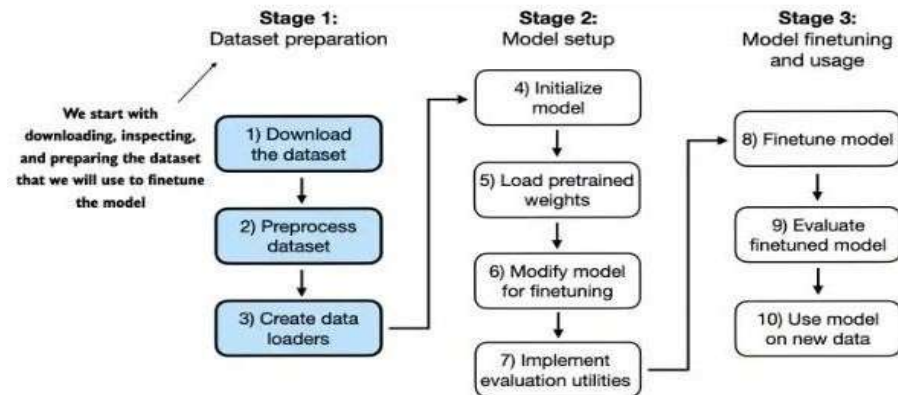 Stage 1:
Dataset preparation
We start with
downloading, inspecting,
and preparing the dataset
that we will use to finetune
the model
1) Download
the dataset
2) Preprocess
dataset
3) Create data
loaders
Stage 2:
Model setup
4) Initialize
model
5) Load pretrained
weights
6) Modify model
for finetuning
7) Implement
evaluation utilities
Stage 3:
Model finetuning
and usage
8) Finetune model
9) Evaluate
finetuned model
10) Use model
on new data